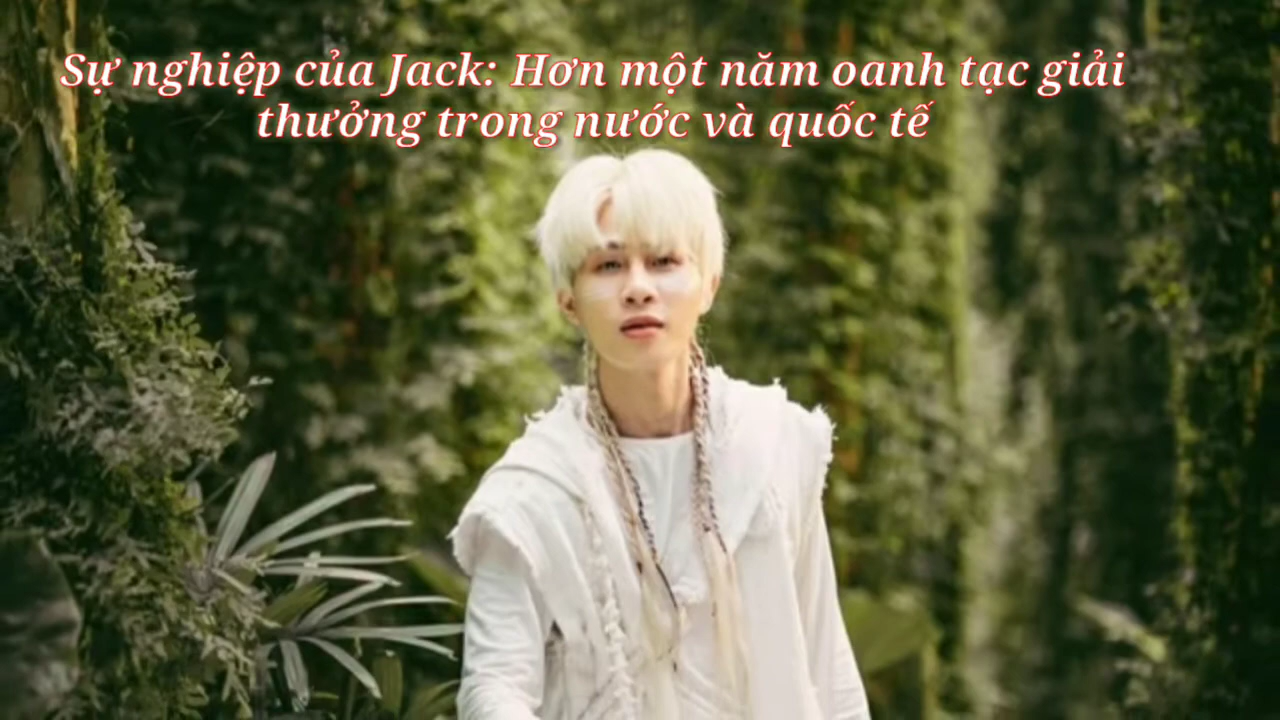 Sự nghiệp của Jack: Hơn một năm oanh tạc giải
thưởng trong nước và quốc tế